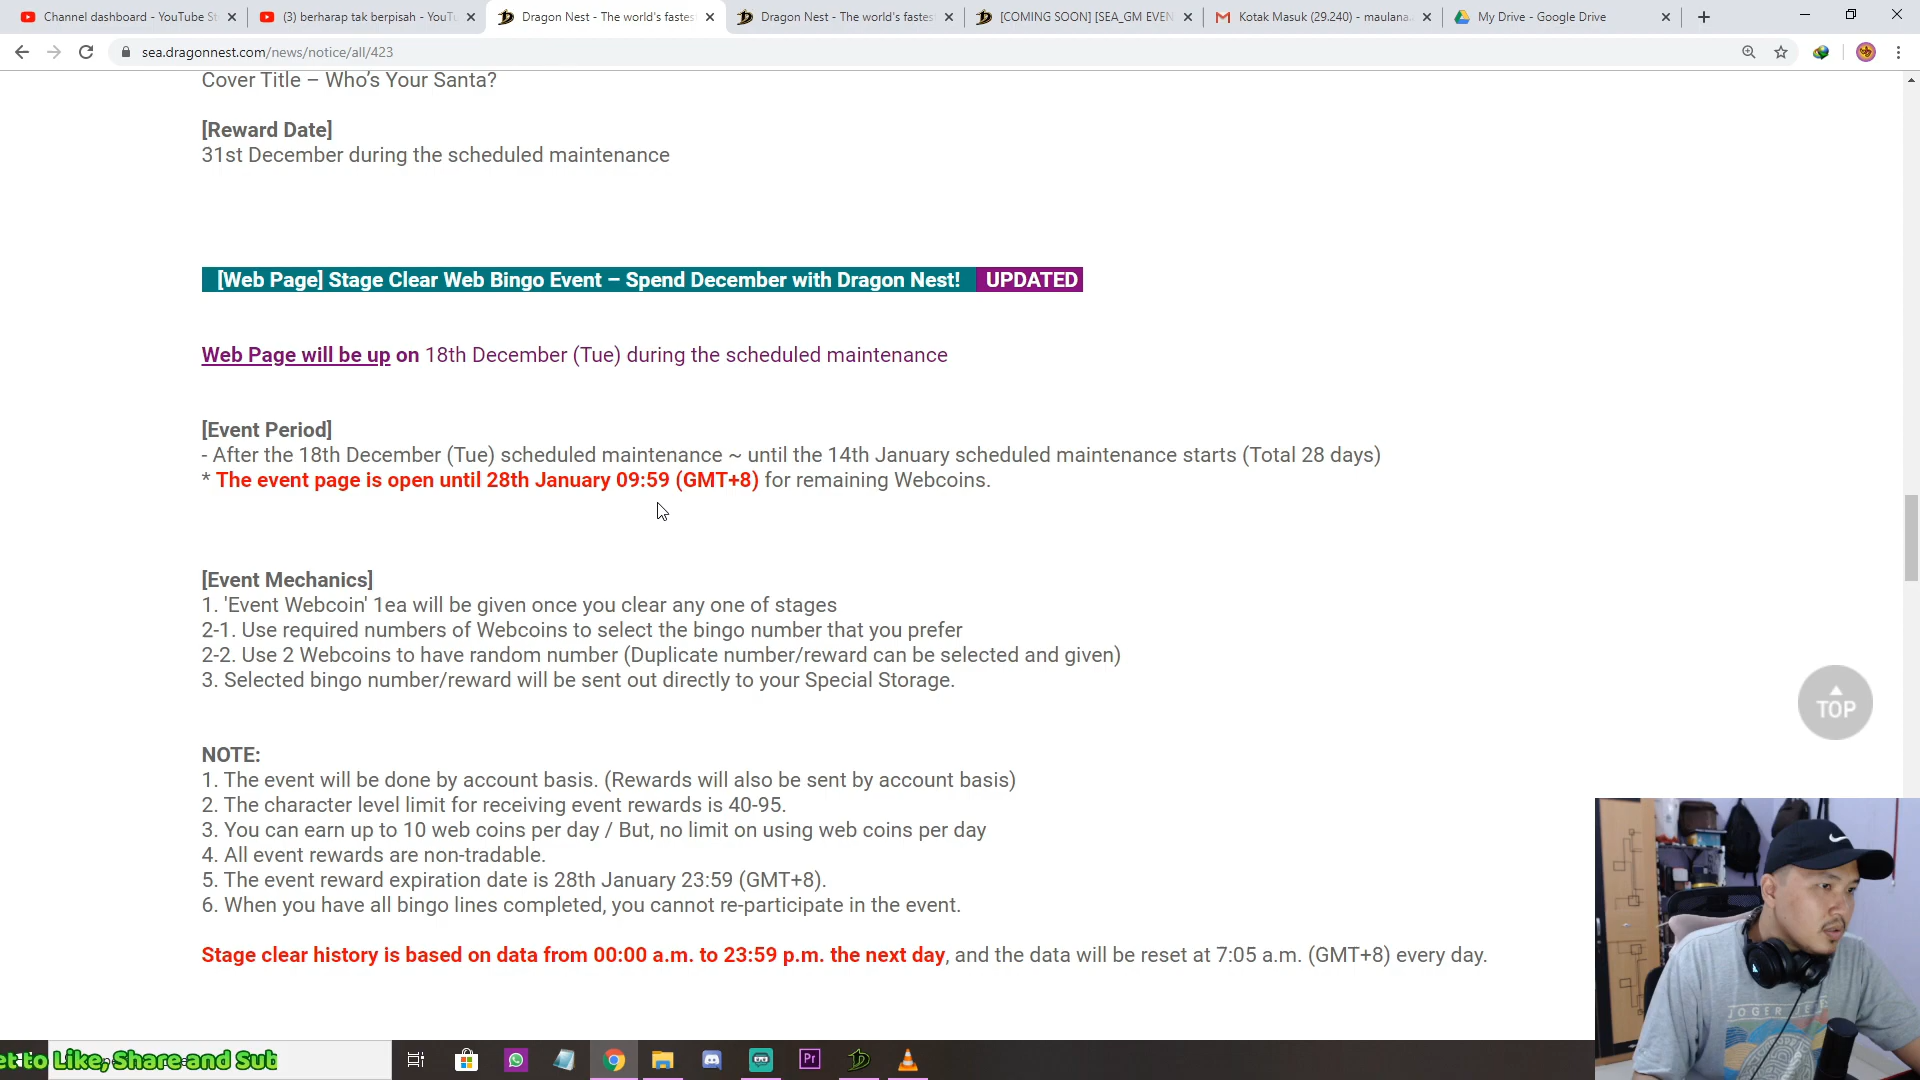 Channel dashboard - YouTube St
(3) berharap tak berpisah - YouTu
Dragon Nest - The world's fastes
Dragon Nest - The world's fastes
[COMING SOON] [SEA_GM EVEN
Kotak Masuk (29.240) - maulana
My Drive - Google Drive
sea.dragonnest.com/news/notice/all/423
Cover Title – Who's Your Santa?
[Reward Date]
31st December during the scheduled maintenance
[Web Page] Stage Clear Web Bingo Event – Spend December with Dragon Nest! UPDATED
Web Page will be up on 18th December (Tue) during the scheduled maintenance
[Event Period]
- After the 18th December (Tue) scheduled maintenance ~ until the 14th January scheduled maintenance starts (Total 28 days)
* The event page is open until 28th January 09:59 (GMT+8) for remaining Webcoins.
[Event Mechanics]
1. 'Event Webcoin' 1ea will be given once you clear any one of stages
2-1. Use required numbers of Webcoins to select the bingo number that you prefer
2-2. Use 2 Webcoins to have random number (Duplicate number/reward can be selected and given)
3. Selected bingo number/reward will be sent out directly to your Special Storage.
TOP
NOTE:
1. The event will be done by account basis. (Rewards will also be sent by account basis)
2. The character level limit for receiving event rewards is 40-95.
3. You can earn up to 10 web coins per day / But, no limit on using web coins per day
4. All event rewards are non-tradable.
5. The event reward expiration date is 28th January 23:59 (GMT+8).
6. When you have all bingo lines completed, you cannot re-participate in the event.
Stage clear history is based on data from 00:00 a.m. to 23:59 p.m. the next day, and the data will be reset at 7:05 a.m. (GMT+8) every day.
et to Like, Share and Sub
Pr